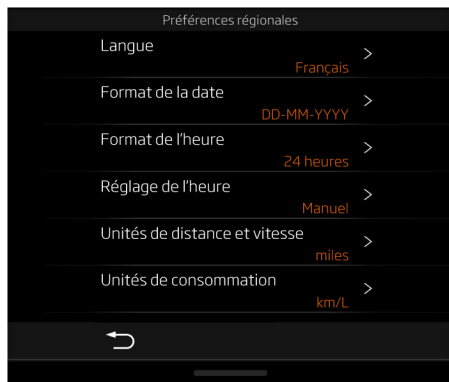 Préférences régionales
Langue
Français
Format de la date
DD-MM-YYYY
Format de l'heure
24 heures
Réglage de l'heure
Manuel
Unités de distance et vitesse
miles
Unités de consommation
km/L